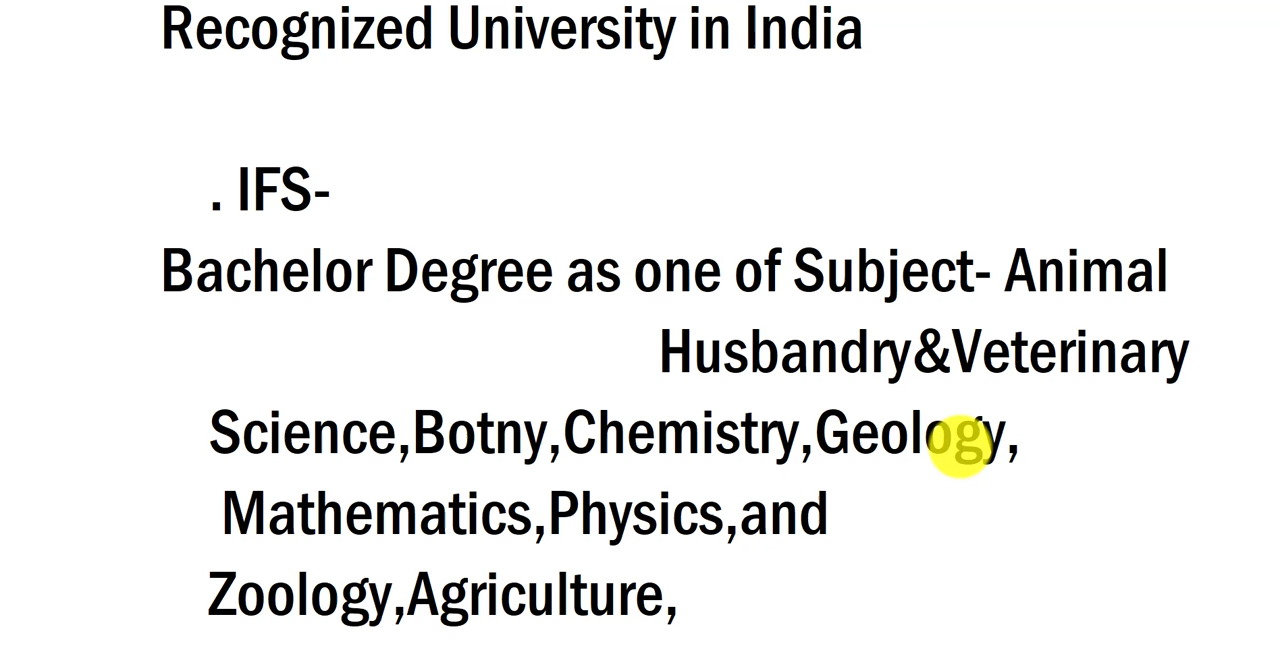 Recognized University in India
. IFS-
Bachelor Degree as one of Subject- Animal
Husbandry&Veterinary
Science,Botny,Chemistry,Geology,
Mathematics,Physics,and
Zoology,Agriculture,